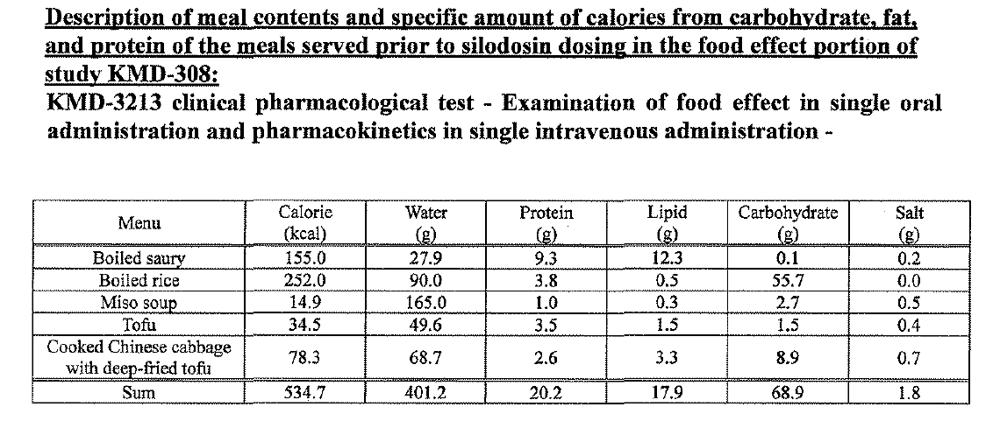 Description of meal contents and specific amount of calories from carbohydrate, fat,
and protein of the meals served prior to silodosin dosing in the food effect portion of
study KMD-308:
KMD-3213 clinical pharmacological test - Examination of food effect in single oral
administration and pharmacokinetics in single intravenous administration -
Menu Calorie (kcal) Water (g) Protein (g) Lipid (g) Carbohydrate (g) Salt (g)
Boiled saury 155.0 27.9 9.3 12.3 0.1 0.2
Boiled rice 252.0 90.0 3.8 0.5 55.7 0.0
Miso soup 14.9 165.0 1.0 0.3 2.7 0.5
Tofu 34.5 49.6 3.5 1.5 1.5 0.4
Cooked Chinese cabbage
with deep-fried tofu 78.3 68.7 2.6 3.3 8.9 0.7
Sum 534.7 401.2 20.2 17.9 68.9 1.8